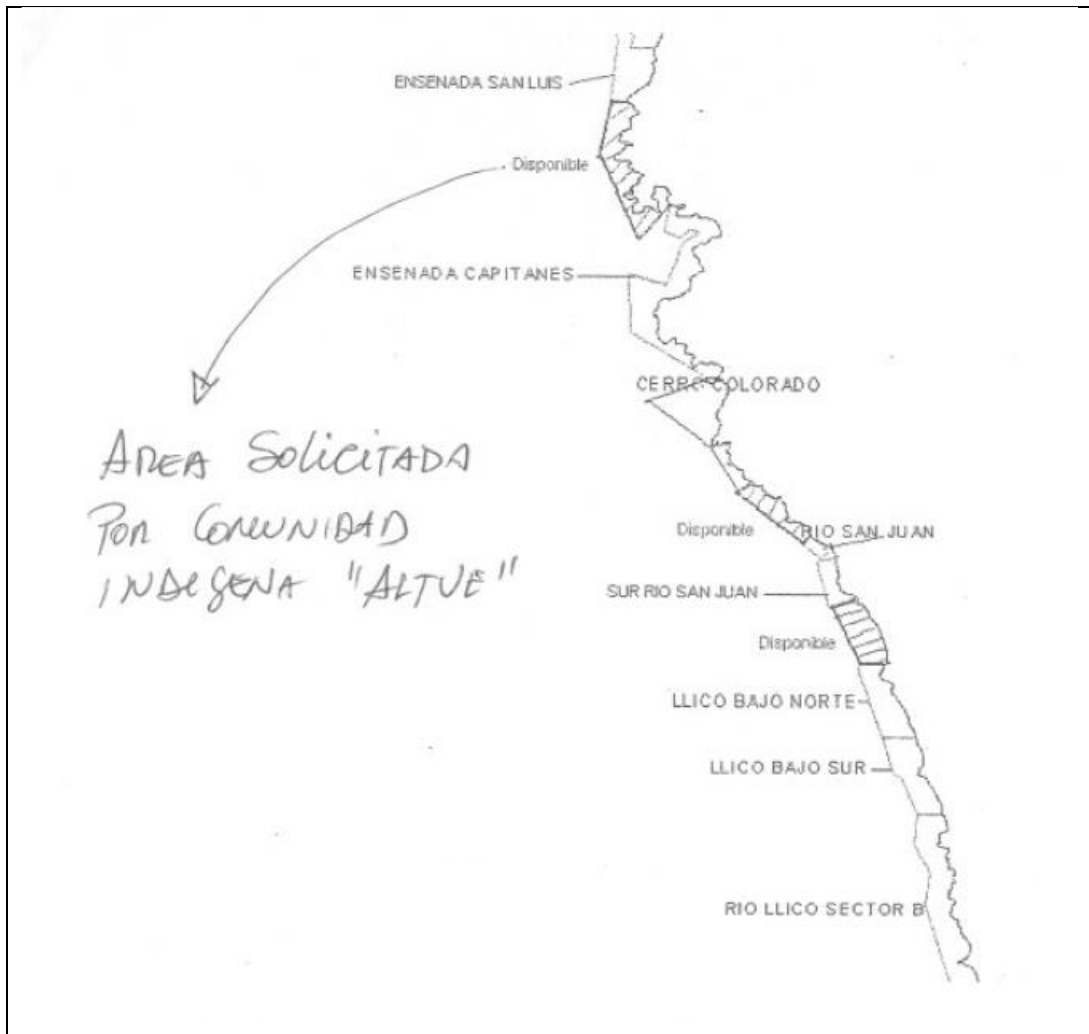 ENSENADA SAN LUIS
Disponible
ENSENADA CAPITANES
CERRO COLORADO
AREA SOLICITADA
POR COMUNIDAD
INDIGENA "ALTUE"
Disponible
RIO SAN JUAN
SUR RIO SAN JUAN
Disponible
LLICO BAJO NORTE
LLICO BAJO SUR
RIO LLICO SECTOR B